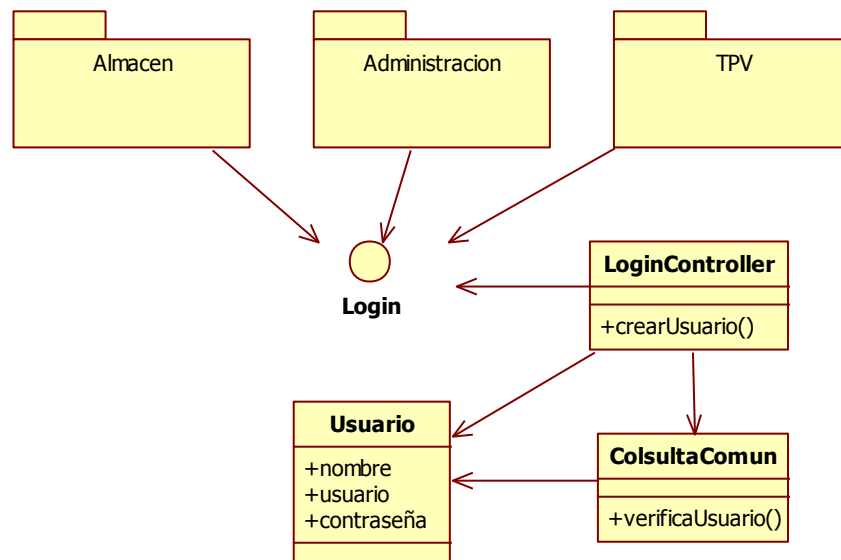 Almacen
Administracion
TPV
Login
LoginController
+crearUsuario()
Usuario
+nombre
+usuario
+contraseña
ColsultaComun
+verificaUsuario()